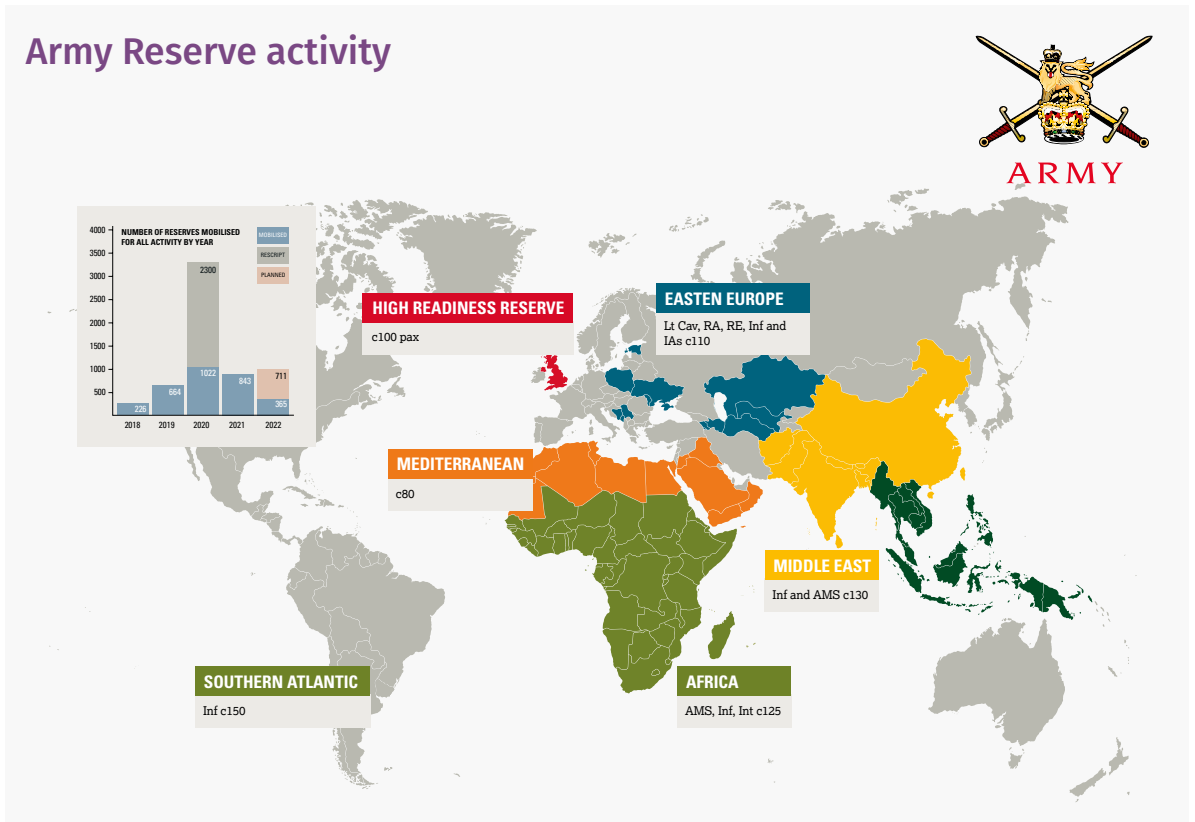 Army Reserve activity
ARMY
NUMBER OF RESERVES MOBILISED
FOR ALL ACTIVITY BY YEAR
MOBILISED
RESCRIPT
PLANNED
4000
3500
3000
2500
2000
1500
1000
500
2300
1022
664
226
843
711
365
2018 2019 2020 2021 2022
HIGH READINESS RESERVE
c100 pax
EASTEN EUROPE
Lt Cav, RA, RE, Inf and
IAs c110
MEDITERRANEAN
c80
MIDDLE EAST
Inf and AMS c130
SOUTHERN ATLANTIC
Inf c150
AFRICA
AMS, Inf, Int c125